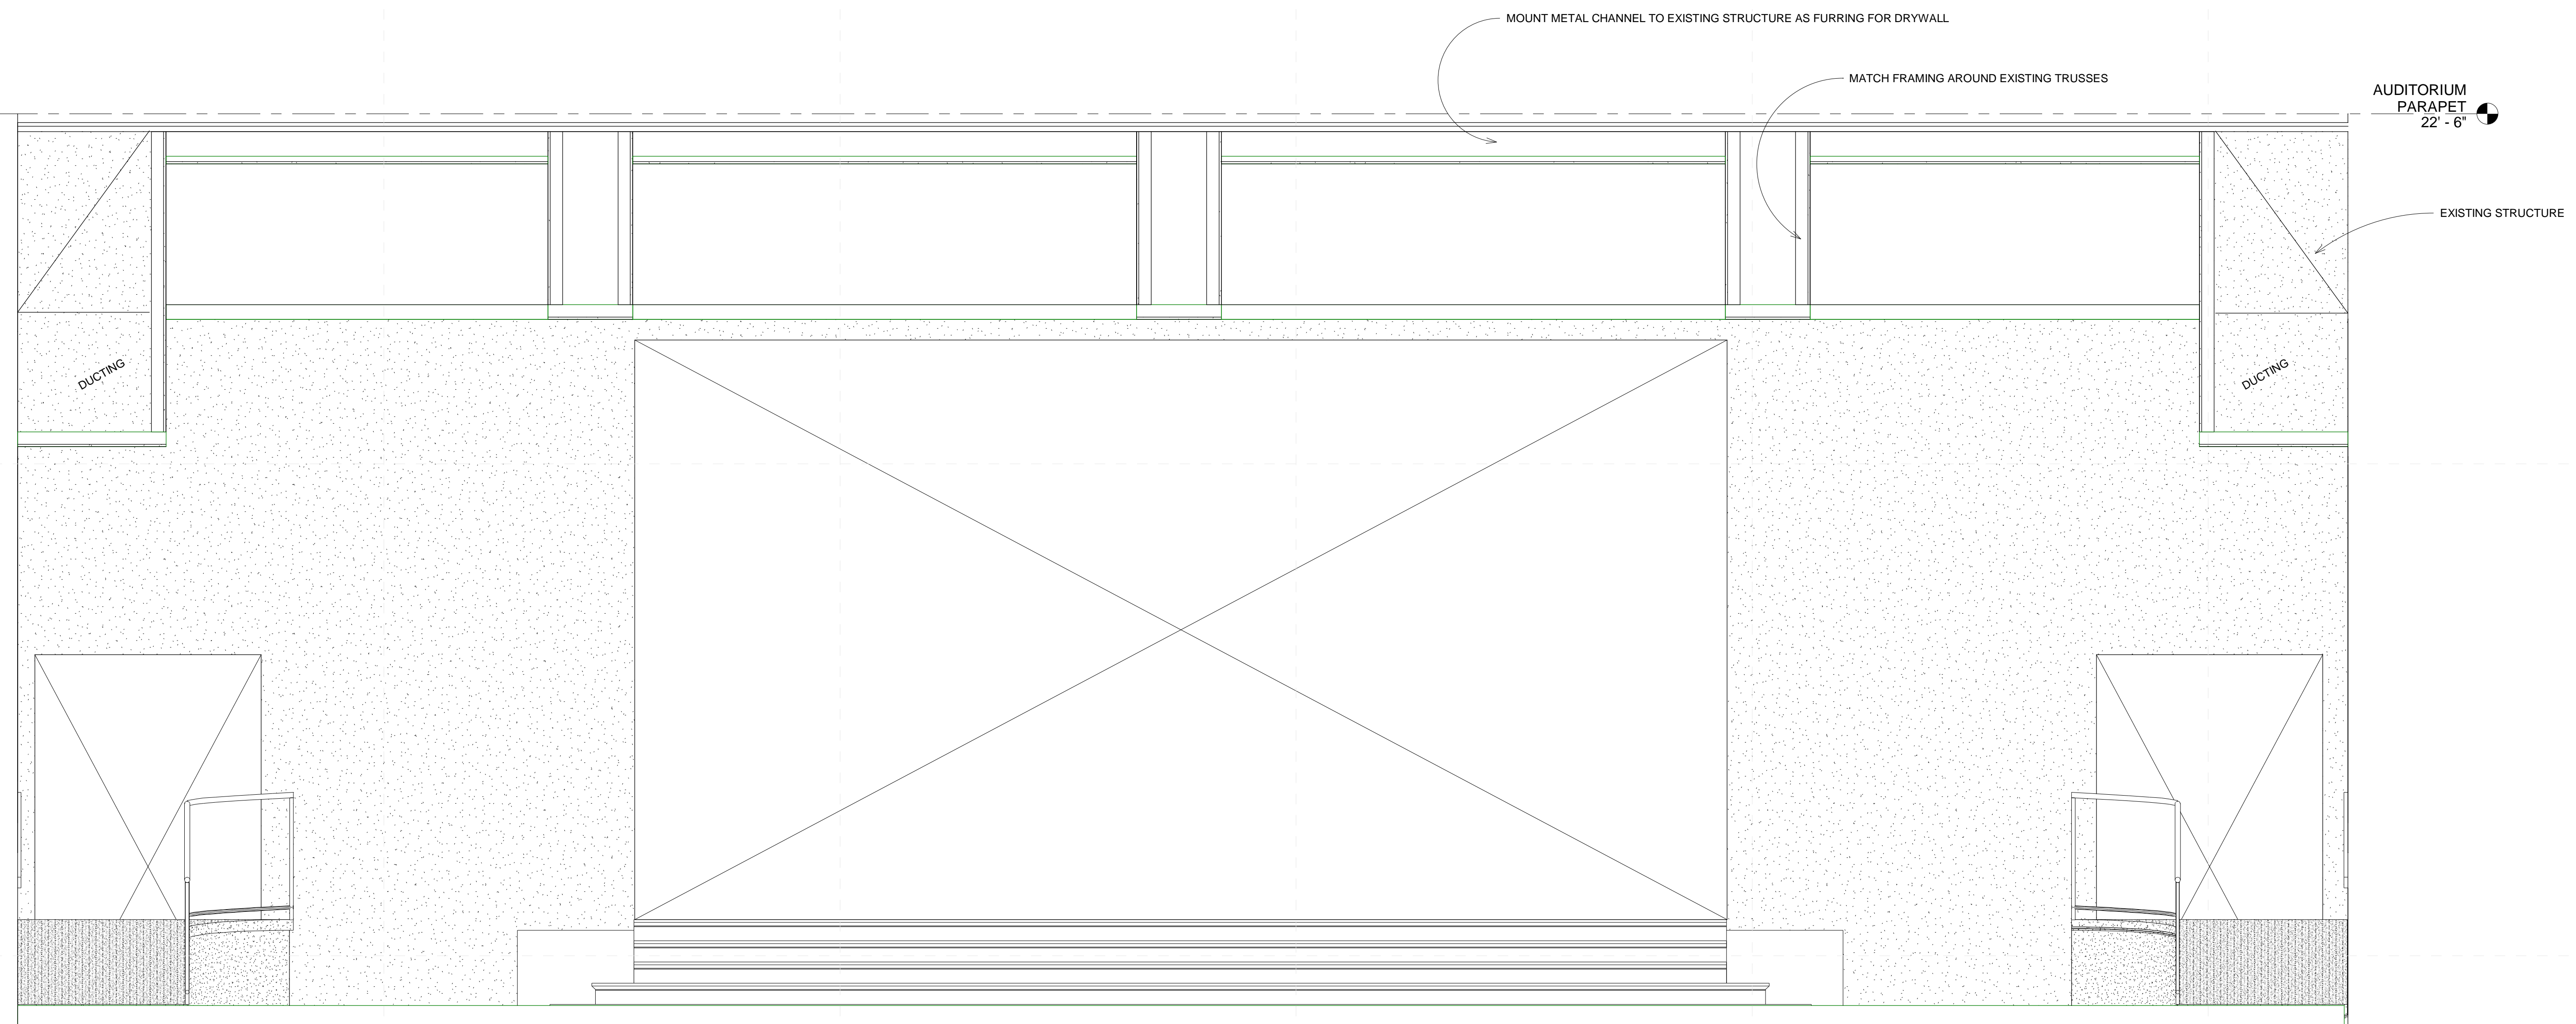 MOUNT METAL CHANNEL TO EXISTING STRUCTURE AS FURRING FOR DRYWALL
MATCH FRAMING AROUND EXISTING TRUSSES
AUDITORIUM
PARAPET
22' - 6"
EXISTING STRUCTURE
DUCTING
DUCTING